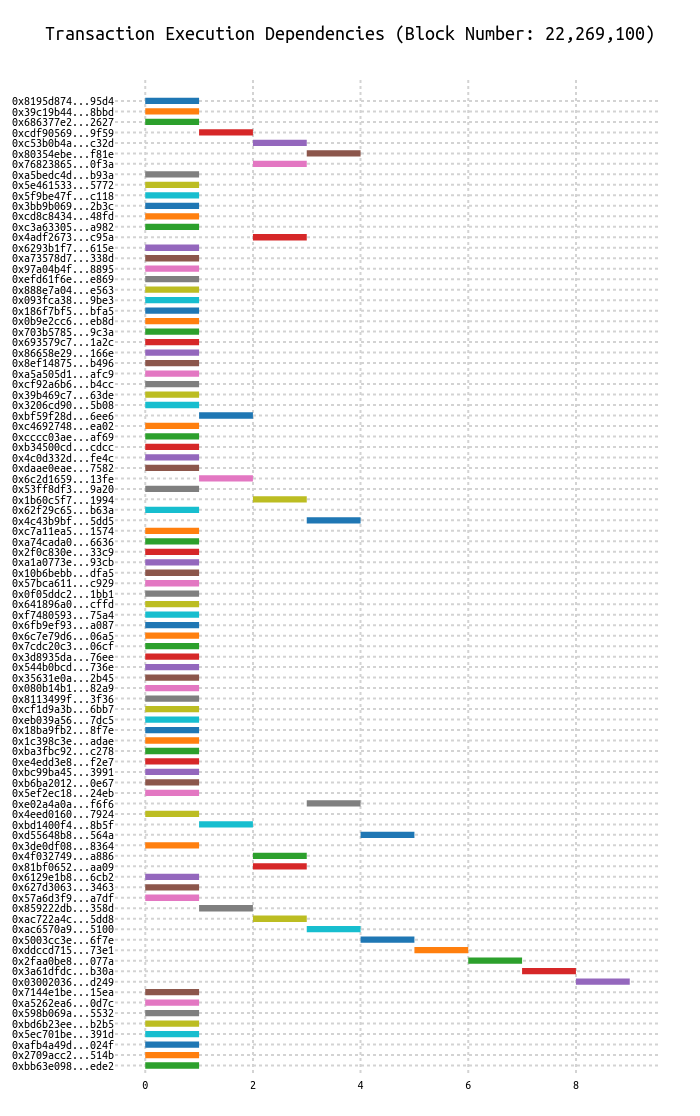 Transaction Execution Dependencies (Block Number: 22,269,100)
0x8195d874...95d4
0x39c19b44...8bbd
0x686377e2...2627
0xcdf90569...9f59
0xc53b0b4a...c32d
0x80354ebe...f81e
0x76823865...0f3a
0xa5bedc4d...b93a
0x5e461533...5772
0x5f9be47f...c118
0x3bb9b069...2b3c
0xcd8c8434...48fd
0xc3a63305...a982
0x4adf2673...c95a
0x6293b1f7...615e
0xa73578d7...338d
0x97a04b4f...8895
0xefd61f6e...e869
0x888e7a04...e563
0x093fca38...9be3
0x186f7bf5...bfa5
0x0b9e2cc6...eb8d
0x703b5785...9c3a
0x693579c7...1a2c
0x86658e29...166e
0x8ef14875...b496
0xa5a505d1...afc9
0xcf92a6b6...b4cc
0x39b469c7...63de
0x3206cd90...5b08
0xbf59f28d...6ee6
0xc4692748...ea02
0xcccc03ae...af69
0xb34500cd...cdcc
0x4c0d332d...fe4c
0xdaae0eae...7582
0x6c2d1659...13fe
0x53ff8df3...9a20
0x1b60c5f7...1994
0x62f29c65...b63a
0x4c43b9bf...5dd5
0xc7a11ea5...1574
0xa74cada0...6636
0x2f0c830e...33c9
0xa1a0773e...93cb
0x10b6bebb...dfa5
0x57bca611...c929
0x0f05ddc2...1bb1
0x641896a0...cffd
0xf7480593...75a4
0x6fb9ef93...a087
0x6c7e79d6...06a5
0x7cdc20c3...06cf
0x3d8935da...76ee
0x544b0bcd...736e
0x35631e0a...2b45
0x080b14b1...82a9
0x8113499f...3f36
0xcf1d9a3b...6bb7
0xeb039a56...7dc5
0x18ba9fb2...8f7e
0x1c398c3e...adae
0xba3fbc92...c278
0xe4edd3e8...f2e7
0xbc99ba45...3991
0xb6ba2012...0e67
0x5ef2ec18...24eb
0xe02a4a0a...f6f6
0x4eed0160...7924
0xbd1400f4...8b5f
0xd55648b8...564a
0x3de0df08...8364
0x4f032749...a886
0x81bf0652...aa09
0x6129e1b8...6cb2
0x627d3063...3463
0x57a6d3f9...a7df
0x859222db...358d
0xac722a4c...5dd8
0xac6570a9...5100
0x5003cc3e...6f7e
0xddccd715...73e1
0x2faa0be8...077a
0x3a61dfdc...b30a
0x03002036...d249
0x7144e1be...15ea
0xa5262ea6...0d7c
0x598b069a...5532
0xbd6b23ee...b2b5
0x5ec701be...391d
0xafb4a49d...024f
0x2709acc2...514b
0xbb63e098...ede2
0 2 4 6 8